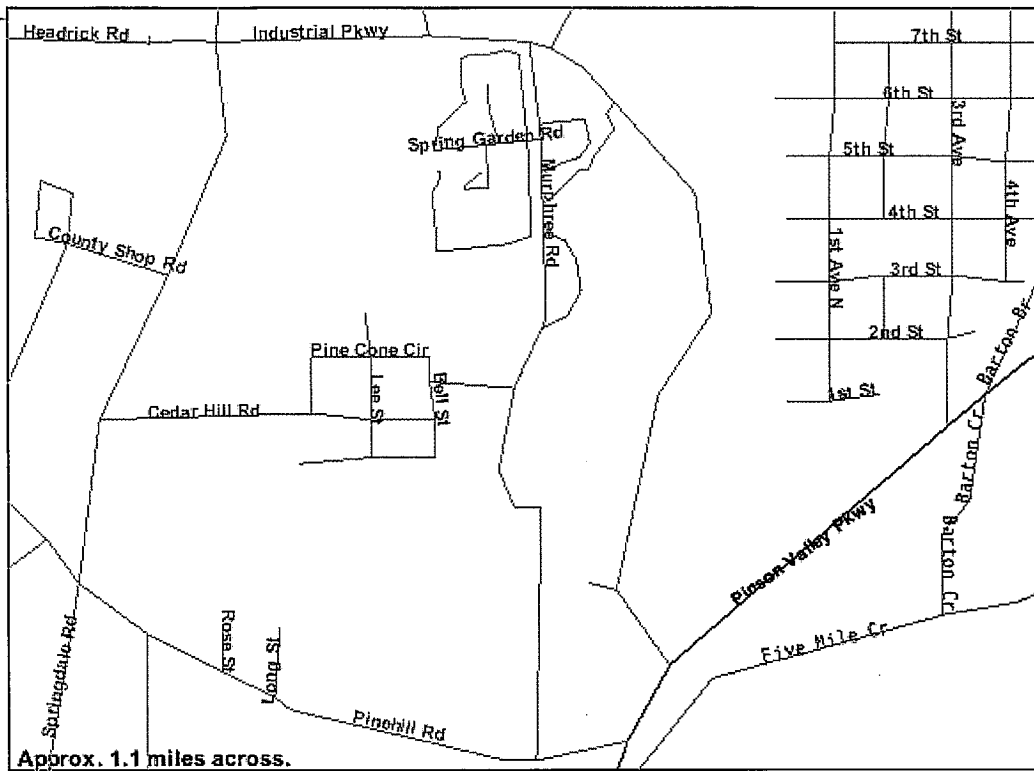 Headrick Rd
Industrial Pkwy
7th St
6th St
3rd Ave
Spring Garden Rd
5th St
Murphree Rd
4th St
4th Ave
County Shop Rd
1st Ave N
3rd St
2nd St
Barton Br
Pine Cone Cir
Lee St
Bell St
1st St
Cedar Hill Rd
Barton Cr
Pinson Valley Pkwy
Barton Cr
Rose St
Long St
Five Mile Cr
Springdale Rd
Pinehill Rd
Approx. 1.1 miles across.